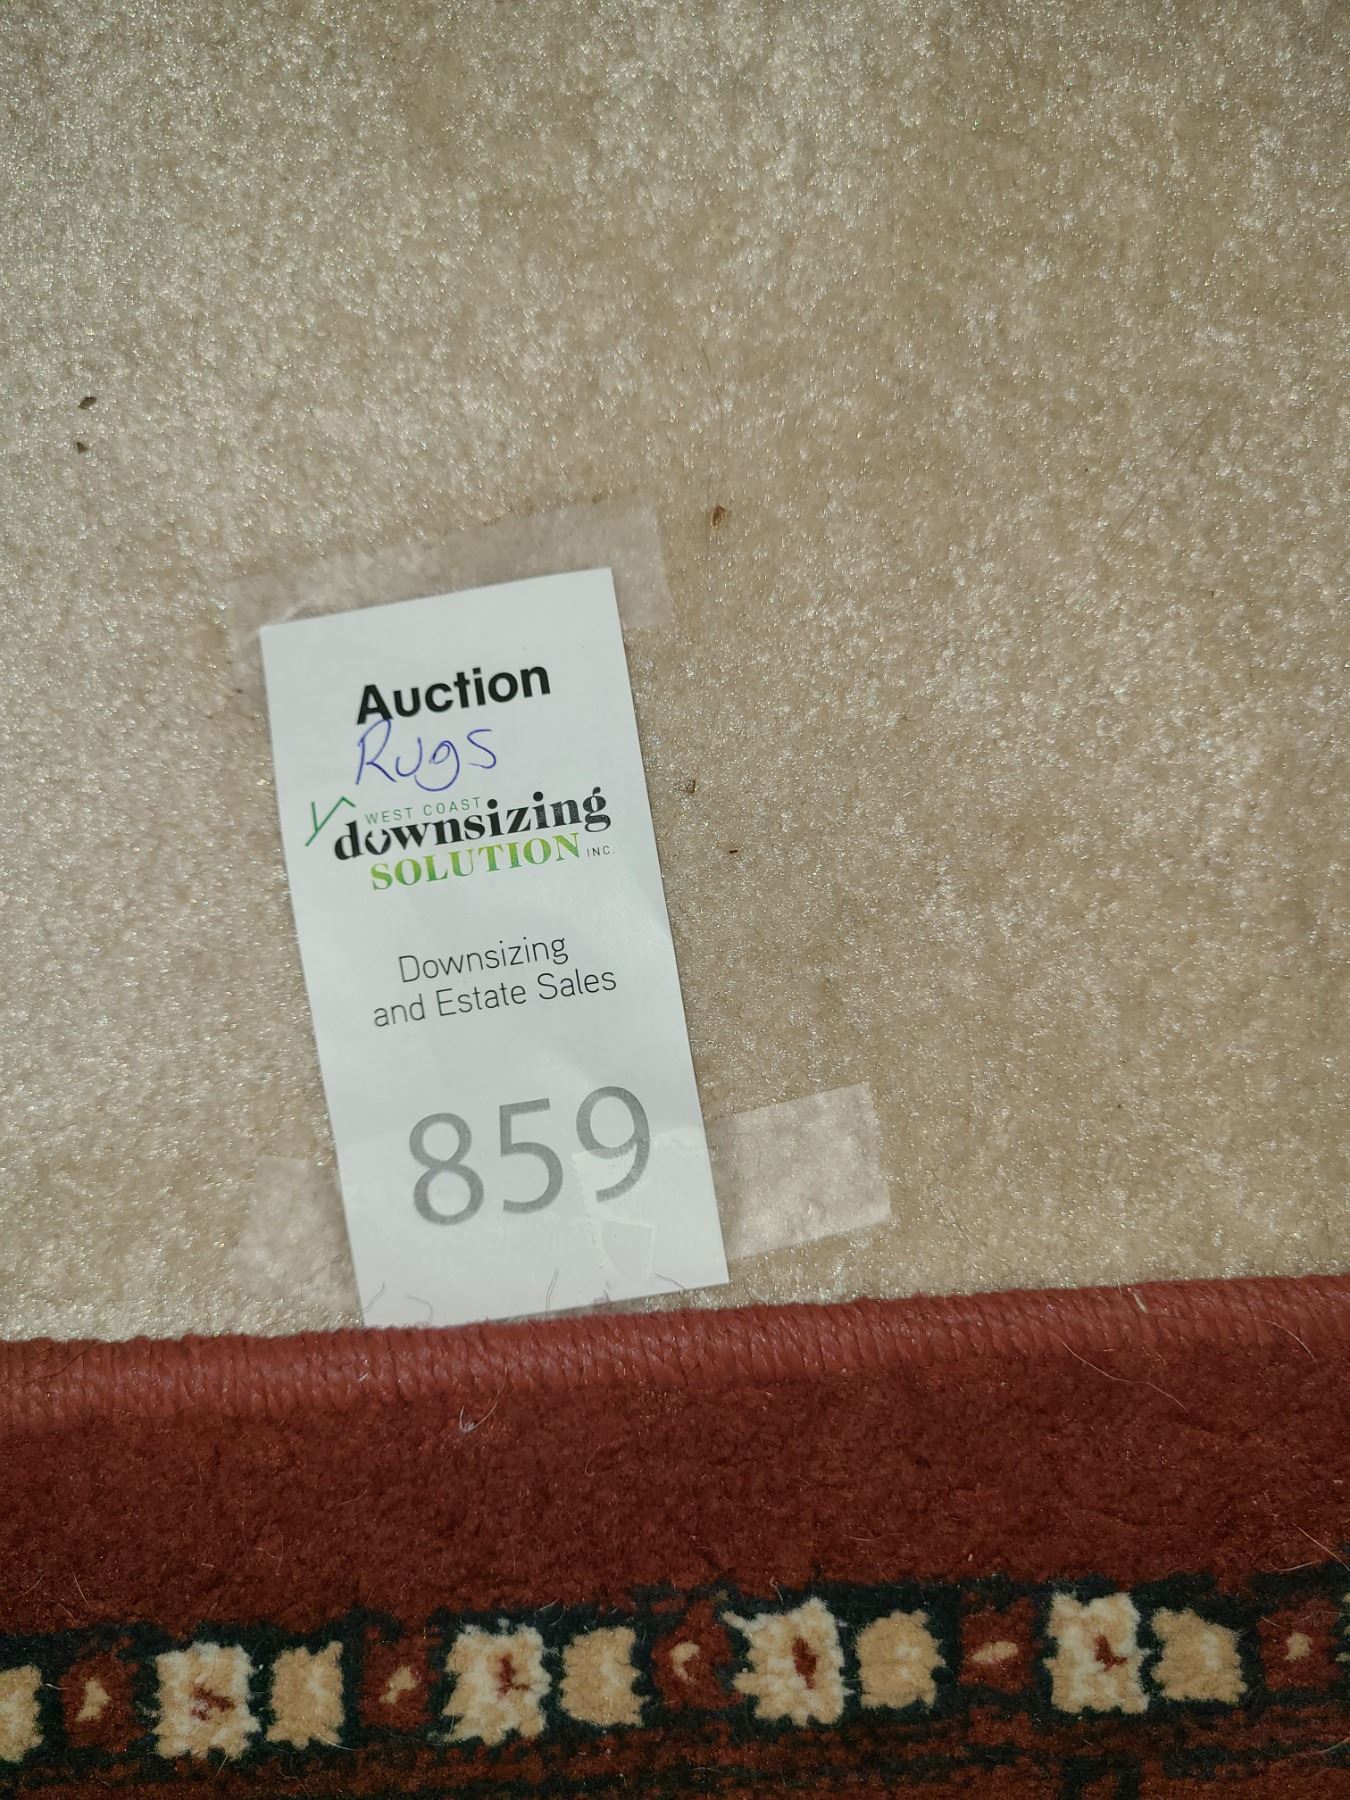 Auction
Rugs
WEST COAST
downsizing
SOLUTION INC.
Downsizing
and Estate Sales
859